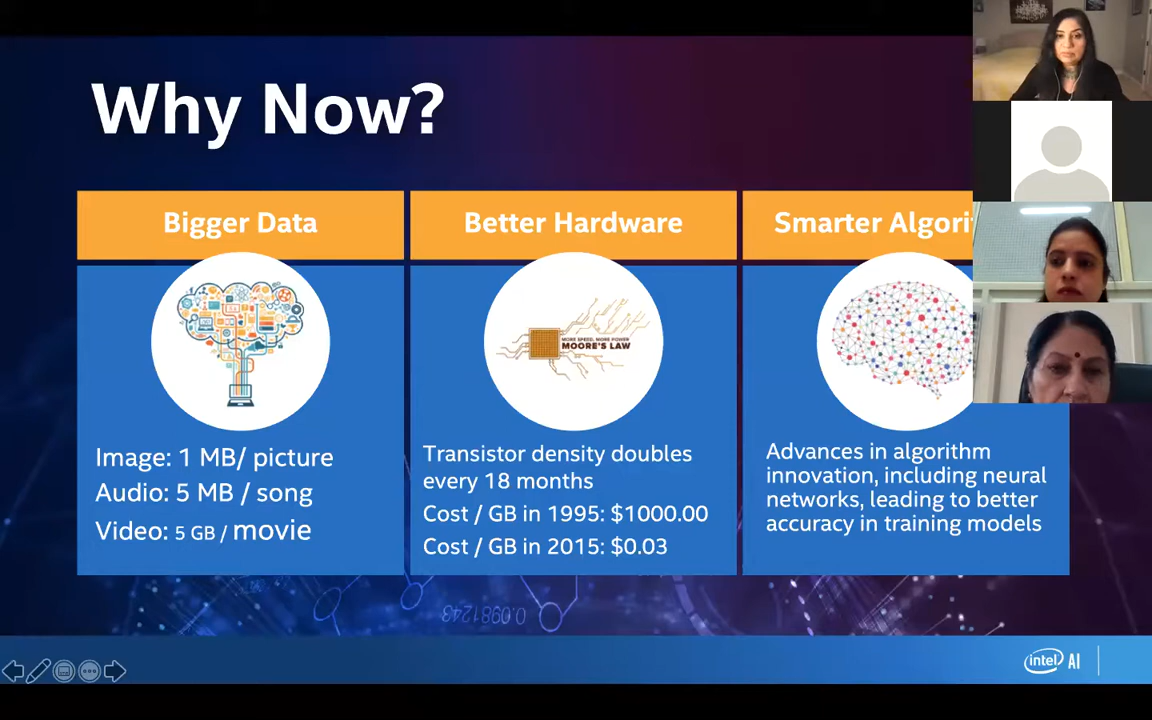 Why Now?
Bigger Data
Better Hardware
Smarter Algori
MORE SPEED, MORE POWER
MOORE'S LAW
Image: 1 MB/ picture
Audio: 5 MB / song
Video: 5 GB / movie
Transistor density doubles
every 18 months
Cost / GB in 1995: $1000.00
Cost / GB in 2015: $0.03
Advances in algorithm
innovation, including neural
networks, leading to better
accuracy in training models
0.0981243
intel AI